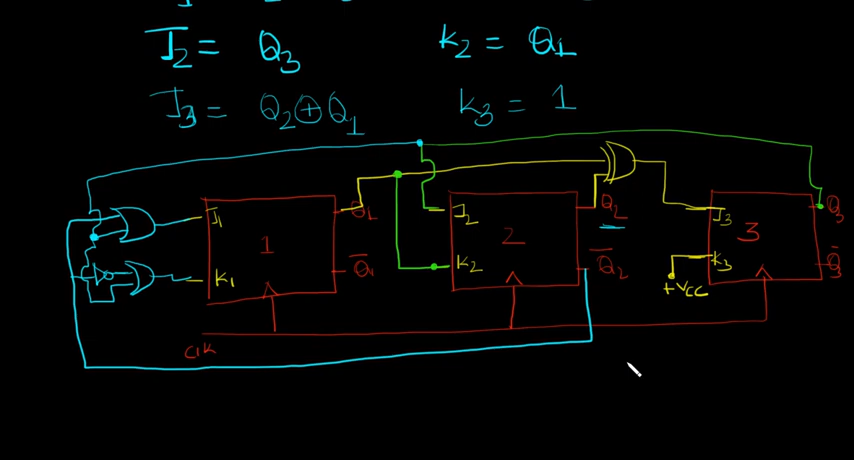 J2 = Q3 K2 = Q1
J3 = Q2⊕Q1 K3 = 1
J1 Q1 J2 Q2 J3 Q3
1 2 3
K1 Q̅1 K2 Q̅2 K3 Q̅3
+VCC
CLK